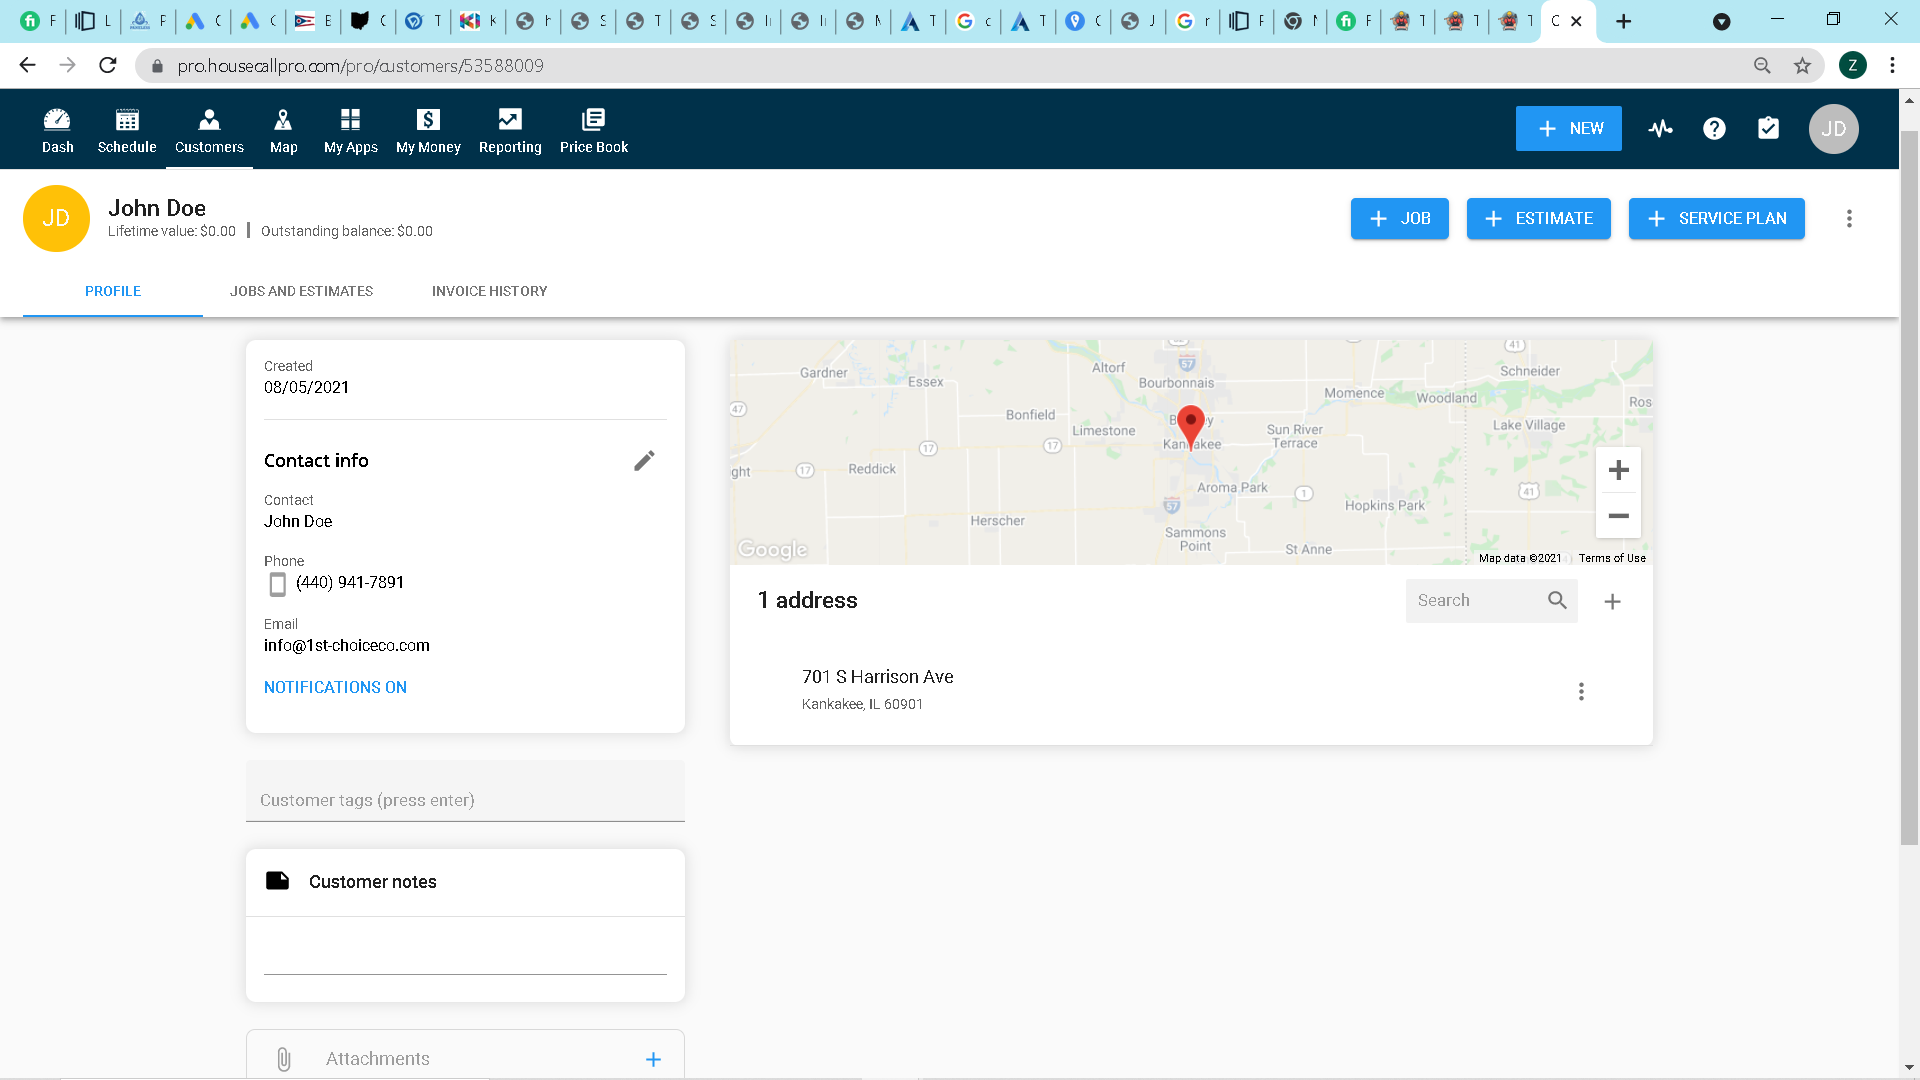 pro.housecallpro.com/pro/customers/53588009
Z
Dash
Schedule
Customers
Map
My Apps
My Money
Reporting
Price Book
NEW
JD
JD
John Doe
Lifetime value: $0.00 | Outstanding balance: $0.00
JOB
ESTIMATE
SERVICE PLAN
PROFILE
JOBS AND ESTIMATES
INVOICE HISTORY
Created
08/05/2021
Contact info
Contact
John Doe
Phone
(440) 941-7891
Email
info@1st-choiceco.com
NOTIFICATIONS ON
Customer tags (press enter)
Customer notes
Attachments
Gardner
Essex
Altorf
57
Bourbonnais
41
Schneider
Momence
Woodland
Ros
47
Bonfield
Limestone
Kankakee
Sun River
Terrace
Lake Village
17
17
17
ght
Reddick
Aroma Park
1
41
Hopkins Park
57
Herscher
Sammons
Point
St Anne
Google
Map data ©2021
Terms of Use
1 address
Search
701 S Harrison Ave
Kankakee, IL 60901